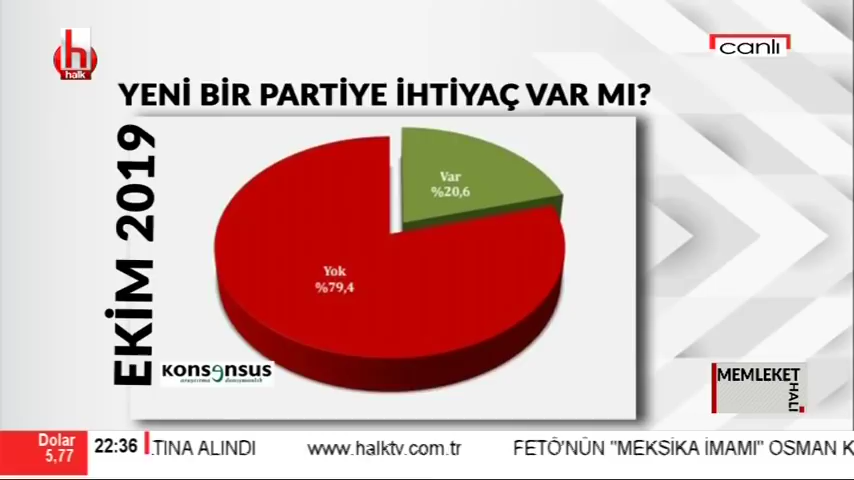 h
halk
canlı
YENİ BİR PARTİYE İHTİYAÇ VAR MI?
EKİM 2019
Var
%20,6
Yok
%79,4
konsensus
araştırma danışmanlık
MEMLEKET
HALİ
Dolar
5,77
22:36
.TINA ALINDI
www.halktv.com.tr
FETÖ'NÜN "MEKSİKA İMAMI" OSMAN K